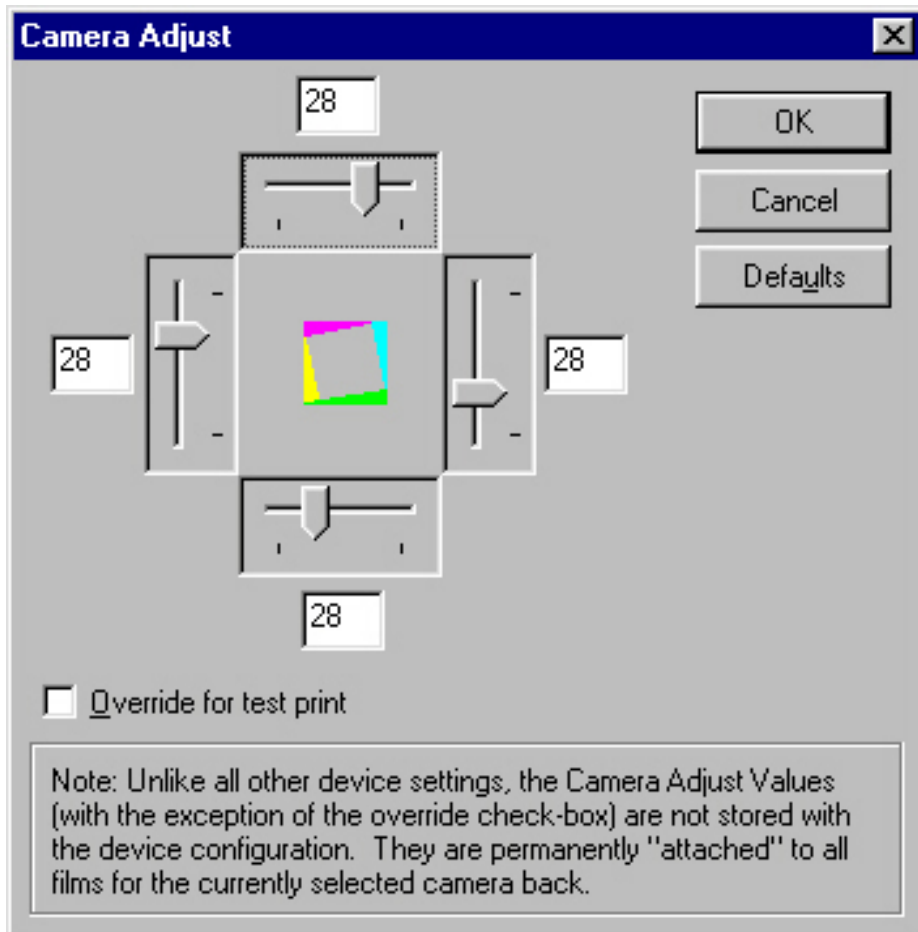 Camera Adjust
28
OK
Cancel
Defaults
28
28
28
Override for test print
Note: Unlike all other device settings, the Camera Adjust Values
(with the exception of the override check-box) are not stored with
the device configuration.  They are permanently "attached" to all
films for the currently selected camera back.